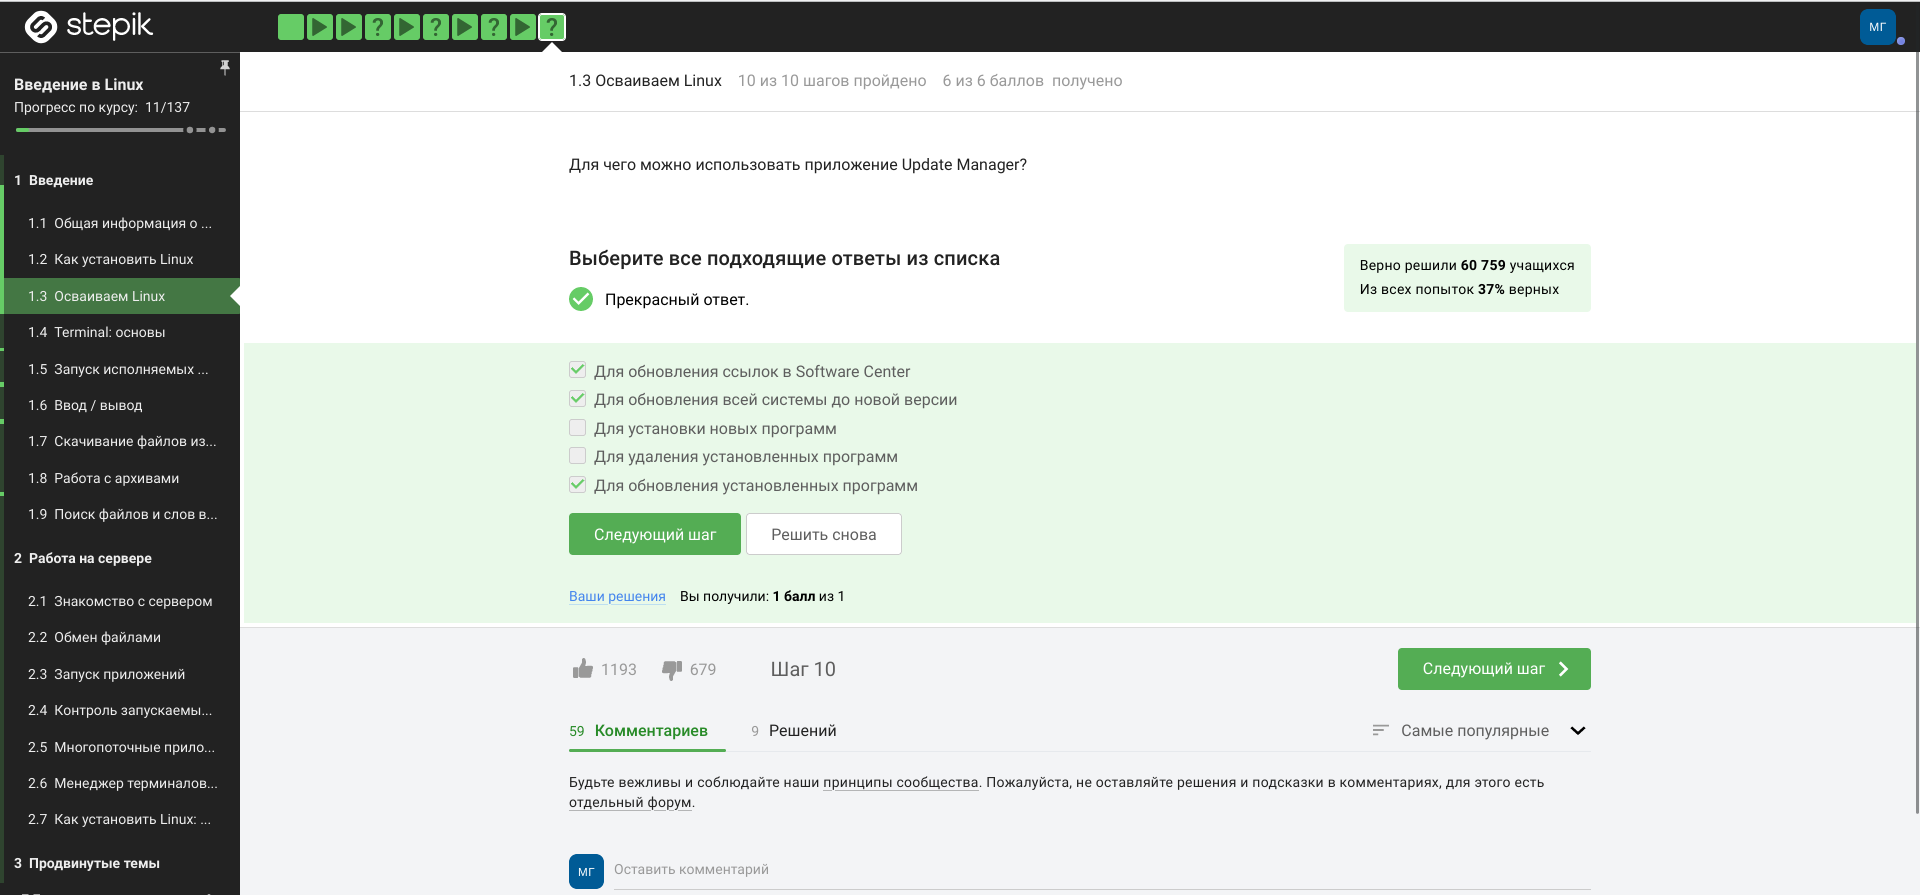 stepik
? ? ? ?
МГ
Введение в Linux
Прогресс по курсу: 11/137
1 Введение
1.1 Общая информация о ...
1.2 Как установить Linux
1.3 Осваиваем Linux
1.4 Terminal: основы
1.5 Запуск исполняемых ...
1.6 Ввод / вывод
1.7 Скачивание файлов из...
1.8 Работа с архивами
1.9 Поиск файлов и слов в...
2 Работа на сервере
2.1 Знакомство с сервером
2.2 Обмен файлами
2.3 Запуск приложений
2.4 Контроль запускаемы...
2.5 Многопоточные прило...
2.6 Менеджер терминалов...
2.7 Как установить Linux: ...
3 Продвинутые темы
1.3 Осваиваем Linux 10 из 10 шагов пройдено 6 из 6 баллов получено
Для чего можно использовать приложение Update Manager?
Выберите все подходящие ответы из списка
Прекрасный ответ.
Верно решили 60 759 учащихся
Из всех попыток 37% верных
Для обновления ссылок в Software Center
Для обновления всей системы до новой версии
Для установки новых программ
Для удаления установленных программ
Для обновления установленных программ
Следующий шаг Решить снова
Ваши решения Вы получили: 1 балл из 1
1193 679 Шаг 10 Следующий шаг
59 Комментариев 9 Решений Самые популярные
Будьте вежливы и соблюдайте наши принципы сообщества. Пожалуйста, не оставляйте решения и подсказки в комментариях, для этого есть
отдельный форум.
МГ Оставить комментарий